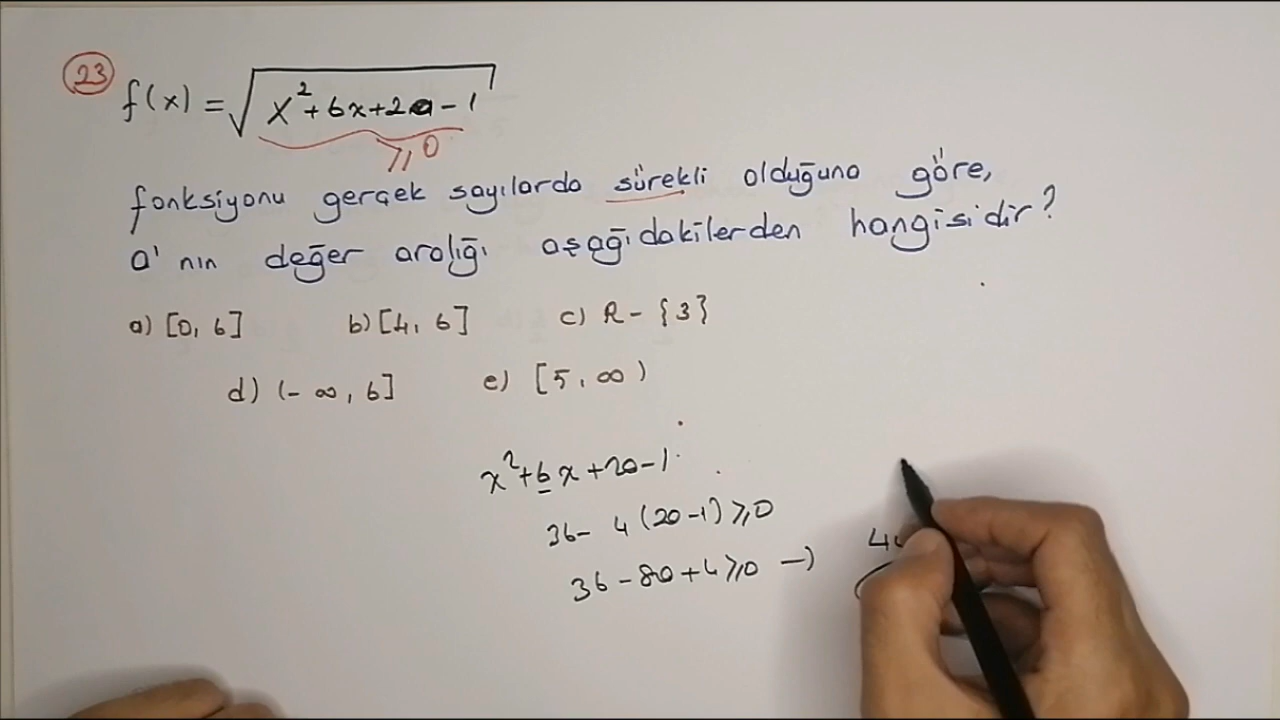 23
f(x) = √x²+6x+2a-1
≥ 0
fonksiyonu gerçek sayılarda sürekli olduğuna göre,
a'nın değer aralığı aşağıdakilerden hangisidir?
a) [0, 6] b) [4, 6] c) R - {3}
d) (-∞, 6] e) [5, ∞)
x²+6x+2a-1
36- 4(2a-1) ≥ 0
36-8a+4 ≥ 0 →